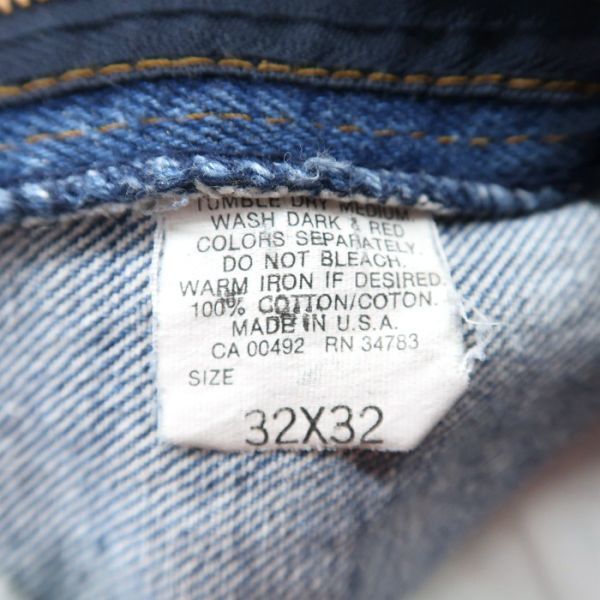 TUMBLE DRY MEDIUM
WASH DARK & RED
COLORS SEPARATELY.
DO NOT BLEACH.
WARM IRON IF DESIRED.
100% COTTON/COTON.
MADE IN U.S.A.
CA 00492 RN 34783
SIZE
32X32